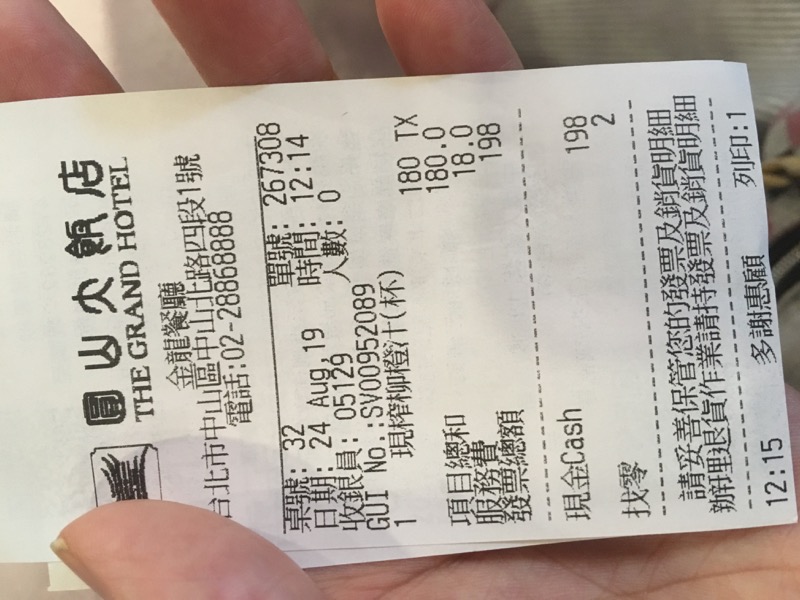 圓山大飯店
THE GRAND HOTEL
金龍餐廳
台北市中山區中山北路四段1號
電話:02-28868888
票號: 32 單號: 267308
日期: 24 Aug,19 時間: 12:14
收銀員: 05129 人數: 0
GUI No.:SV00952089
1 現榨柳橙汁(杯) 180 TX
項目總和 180.0
服務費 18.0
發票總額 198
現金Cash 198
找零 2
請妥善保管您的發票及銷貨明細
辦理退貨作業請持發票及銷貨明細
多謝惠顧
12:15 列印:1